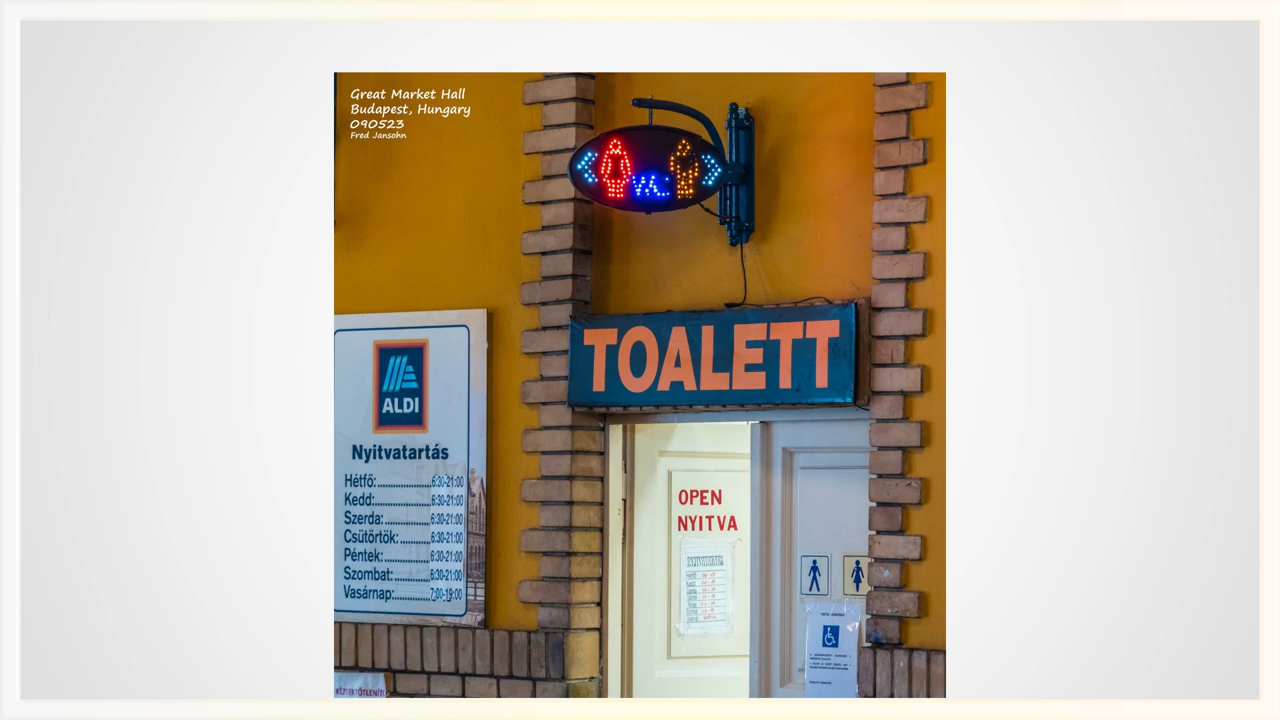 Great Market Hall
Budapest, Hungary
090523
Fred Jansohn
WC
TOALETT
ALDI
Nyitvatartás
Hétfő:..............6:30-21:00
Kedd:..............6:30-21:00
Szerda:............6:30-21:00
Csütörtök:........6:30-21:00
Péntek:............6:30-21:00
Szombat:.........6:30-21:00
Vasárnap:........7:00-19:00
OPEN
NYITVA
NYITVATARTÁS